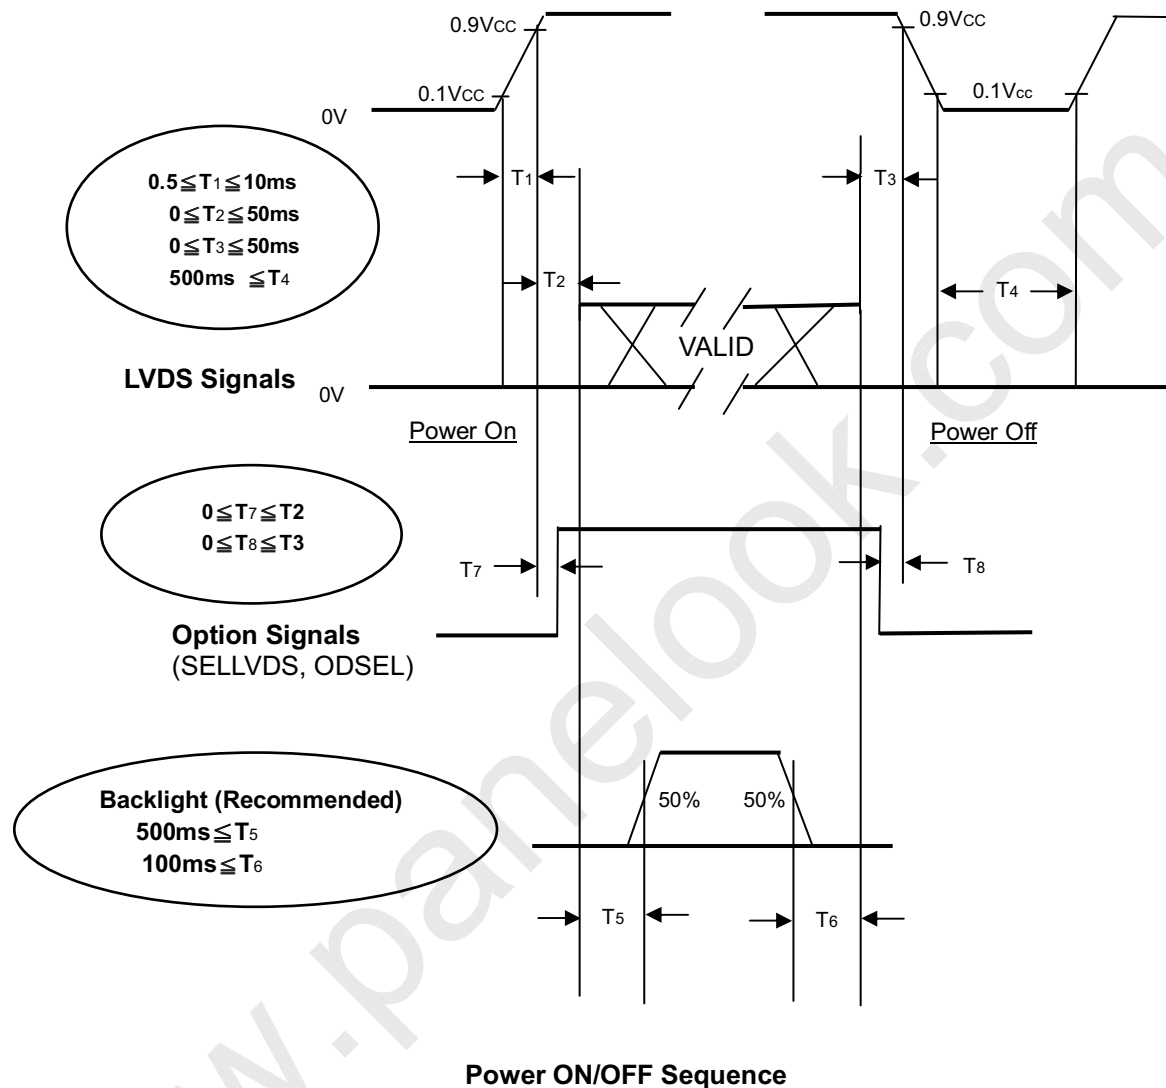 0.9VCC
0.9VCC
0.1VCC
0.1Vcc
0V
0.5≦T1≦10ms
0≦T2≦50ms
0≦T3≦50ms
500ms ≦T4
T1
T3
T2
T4
VALID
LVDS Signals
0V
Power On
Power Off
0≦T7≦T2
0≦T8≦T3
T7
T8
Option Signals
(SELLVDS, ODSEL)
Backlight (Recommended)
500ms≦T5
100ms≦T6
50%
50%
T5
T6
Power ON/OFF Sequence
w.panelook.com